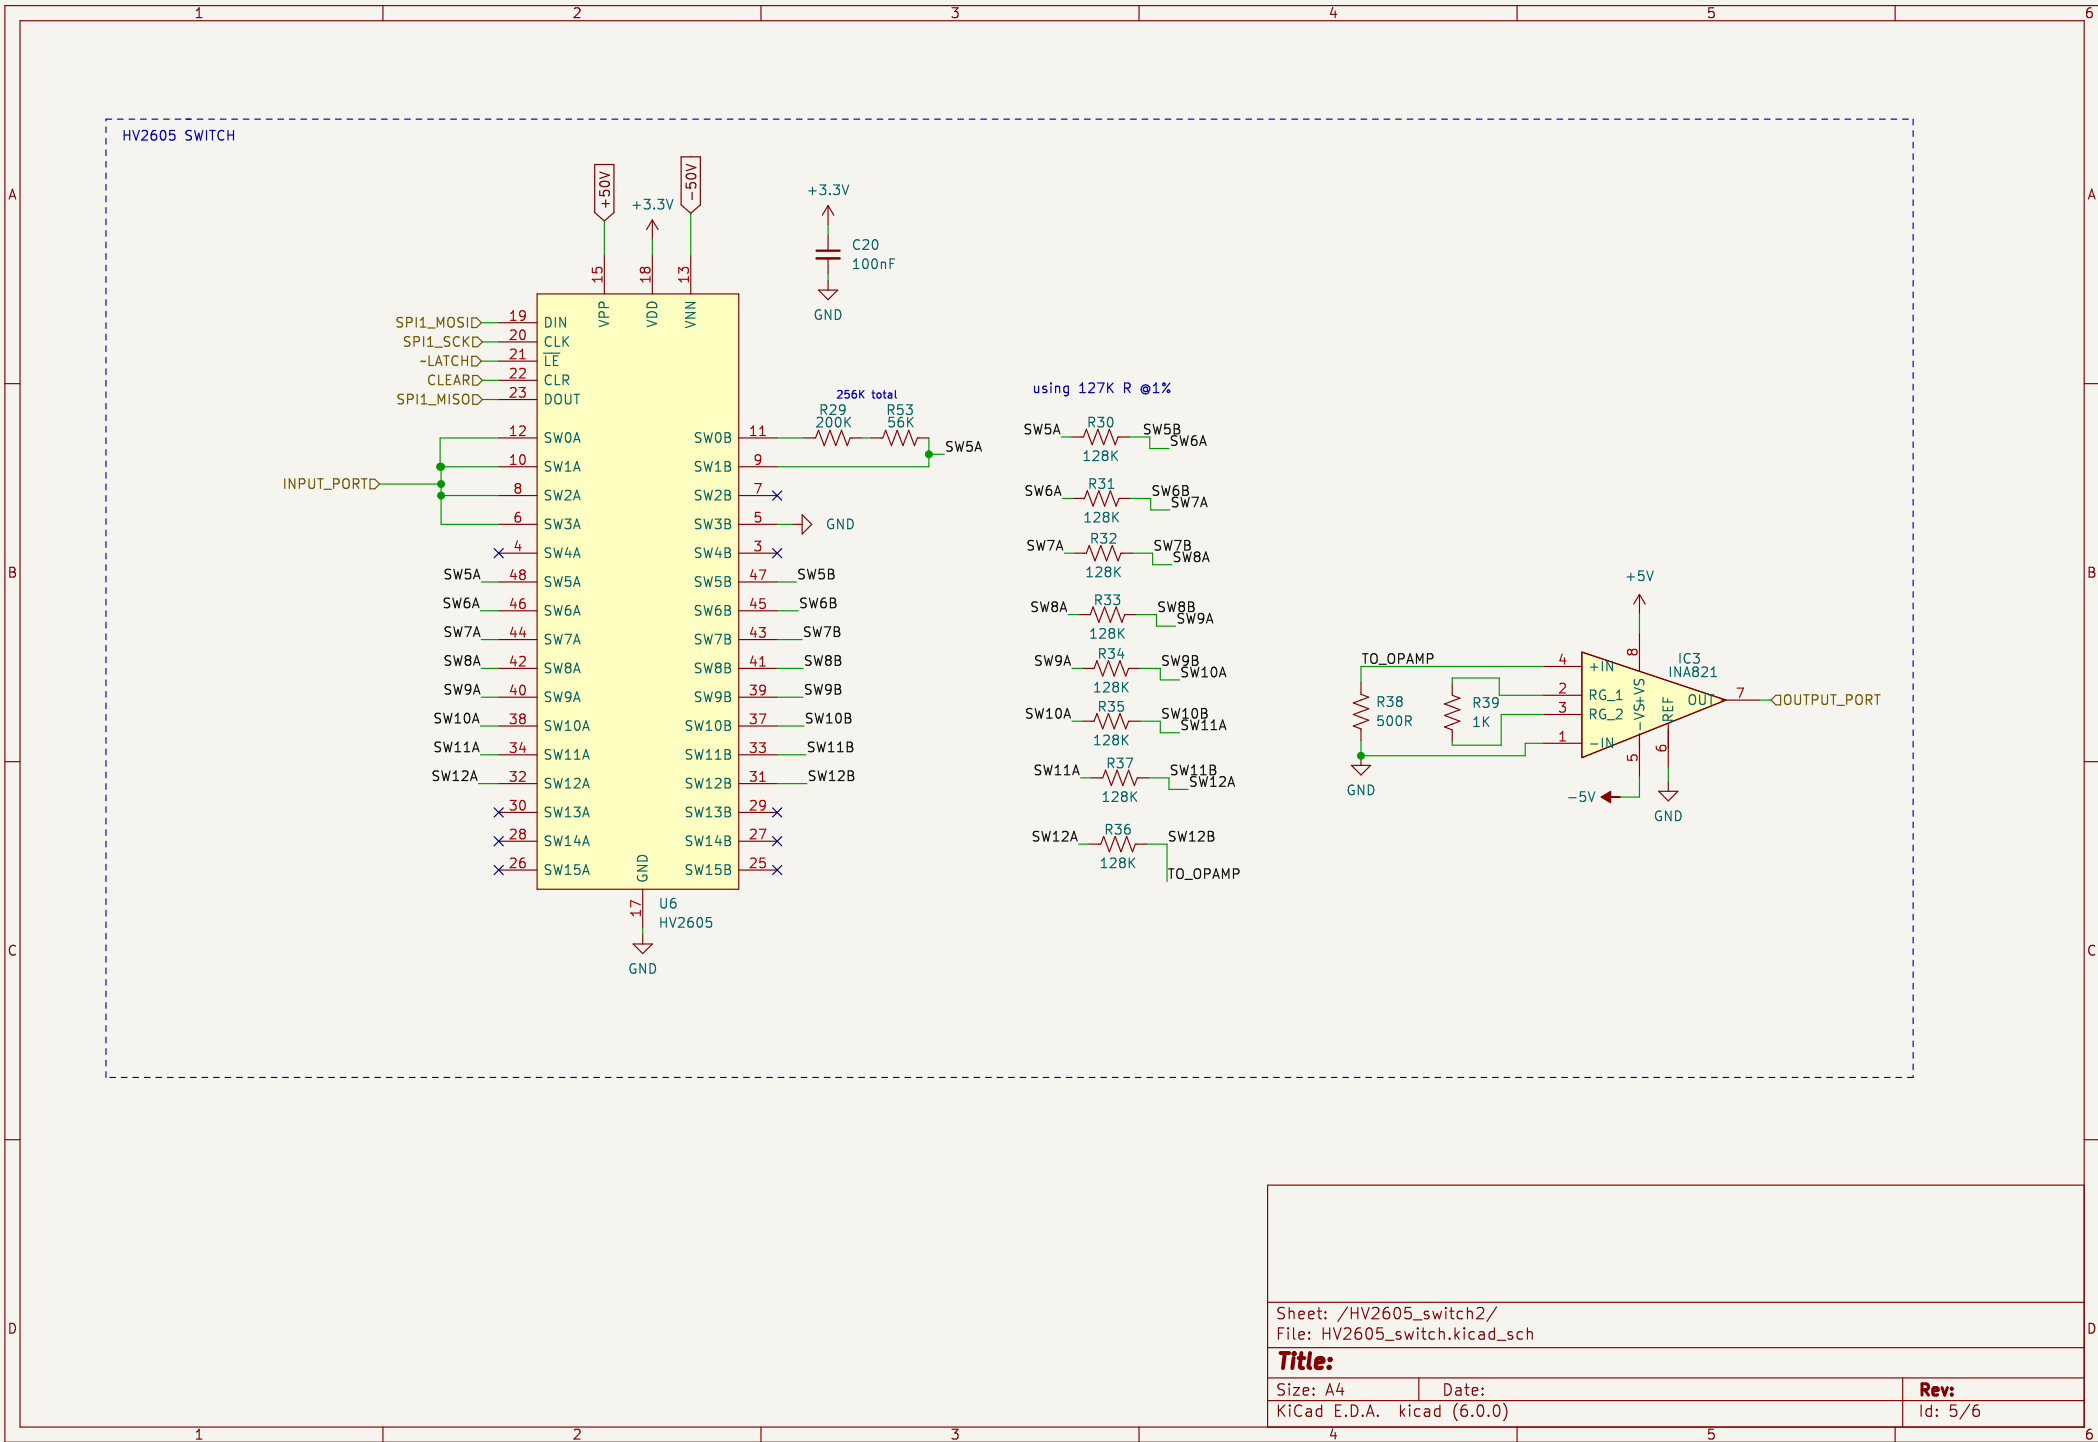 1 2 3 4 5 6
A A
HV2605 SWITCH
+50V
+3.3V
-50V
+3.3V
C20
100nF
GND
15 18 13
VPP VDD VNN
SPI1_MOSI 19 DIN
SPI1_SCK 20 CLK
~LATCH 21 LE
CLEAR 22 CLR
SPI1_MISO 23 DOUT
12 SW0A SW0B 11
10 SW1A SW1B 9
INPUT_PORT
8 SW2A SW2B 7
6 SW3A SW3B 5 GND
4 SW4A SW4B 3
SW5A 48 SW5A SW5B 47 SW5B
SW6A 46 SW6A SW6B 45 SW6B
SW7A 44 SW7A SW7B 43 SW7B
SW8A 42 SW8A SW8B 41 SW8B
SW9A 40 SW9A SW9B 39 SW9B
SW10A 38 SW10A SW10B 37 SW10B
SW11A 34 SW11A SW11B 33 SW11B
SW12A 32 SW12A SW12B 31 SW12B
30 SW13A SW13B 29
28 SW14A SW14B 27
26 SW15A SW15B 25
GND
17
U6
HV2605
GND
256K total
R29 R53
200K 56K
SW5A
using 127K R @1%
SW5A R30 SW5B
SW6A
128K
SW6A R31 SW6B
SW7A
128K
SW7A R32 SW7B
SW8A
128K
SW8A R33 SW8B
SW9A
128K
SW9A R34 SW9B
SW10A
128K
SW10A R35 SW10B
SW11A
128K
SW11A R37 SW11B
SW12A
128K
SW12A R36 SW12B
128K
TO_OPAMP
+5V
TO_OPAMP
4 +IN
8 +VS
IC3
INA821
R38
500R
R39
1K
2 RG_1
3 RG_2
1 -IN
-VS 5
REF 6
OUT 7
OUTPUT_PORT
GND
-5V
GND
B B
C C
D D
Sheet: /HV2605_switch2/
File: HV2605_switch.kicad_sch
Title:
Size: A4 Date: Rev:
KiCad E.D.A. kicad (6.0.0) Id: 5/6
1 2 3 4 5 6